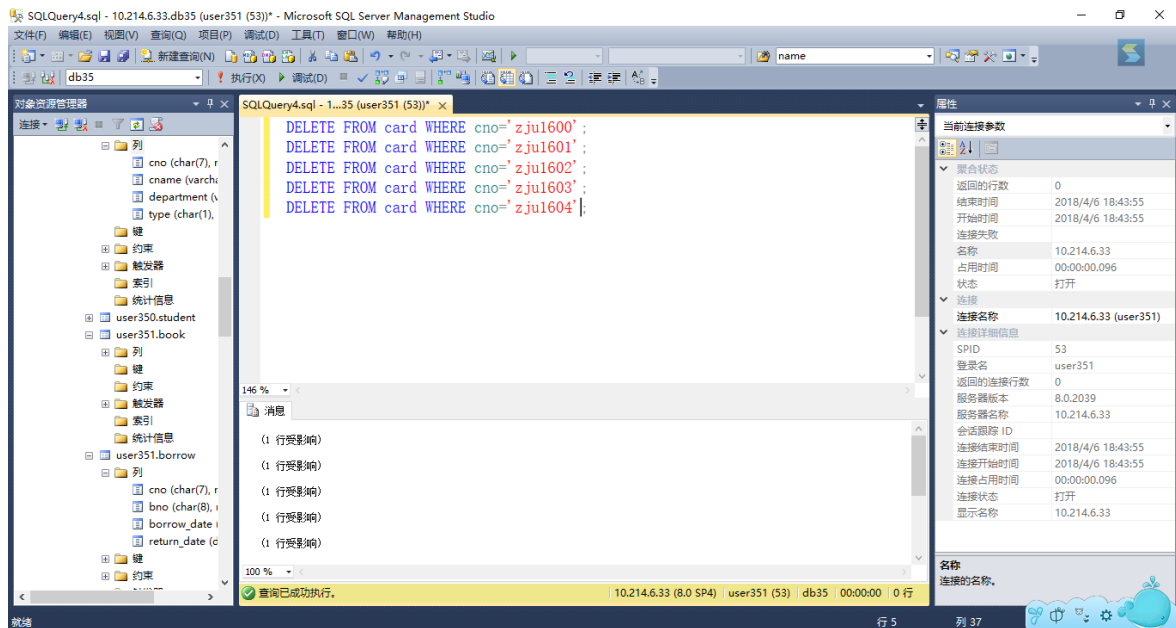 SQLQuery4.sql - 10.214.6.33.db35 (user351 (53))* - Microsoft SQL Server Management Studio
文件(F) 编辑(E) 视图(V) 查询(Q) 项目(P) 调试(D) 工具(T) 窗口(W) 帮助(H)
新建查询(N) name
db35 执行(X) 调试(D)
对象资源管理器
连接
列
cno (char(7), r
cname (varcha
department (v
type (char(1),
键
约束
触发器
索引
统计信息
user350.student
user351.book
列
键
约束
触发器
索引
统计信息
user351.borrow
列
cno (char(7), r
bno (char(8),
borrow_date
return_date (d
键
约束
SQLQuery4.sql - 1...35 (user351 (53))*
DELETE FROM card WHERE cno='zju1600';
DELETE FROM card WHERE cno='zju1601';
DELETE FROM card WHERE cno='zju1602';
DELETE FROM card WHERE cno='zju1603';
DELETE FROM card WHERE cno='zju1604';
146 %
消息
(1 行受影响)
(1 行受影响)
(1 行受影响)
(1 行受影响)
(1 行受影响)
100 %
查询已成功执行。 10.214.6.33 (8.0 SP4) user351 (53) db35 00:00:00 0 行
属性
当前连接参数
聚合状态
返回的行数 0
结束时间 2018/4/6 18:43:55
开始时间 2018/4/6 18:43:55
连接失败
名称 10.214.6.33
占用时间 00:00:00.096
状态 打开
连接
连接名称 10.214.6.33 (user351)
连接详细信息
SPID 53
登录名 user351
返回的连接行数 0
服务器版本 8.0.2039
服务器名称 10.214.6.33
会话跟踪 ID
连接结束时间 2018/4/6 18:43:55
连接开始时间 2018/4/6 18:43:55
连接占用时间 00:00:00.096
连接状态 打开
显示名称 10.214.6.33
名称
连接的名称。
就绪 行 5 列 37
中